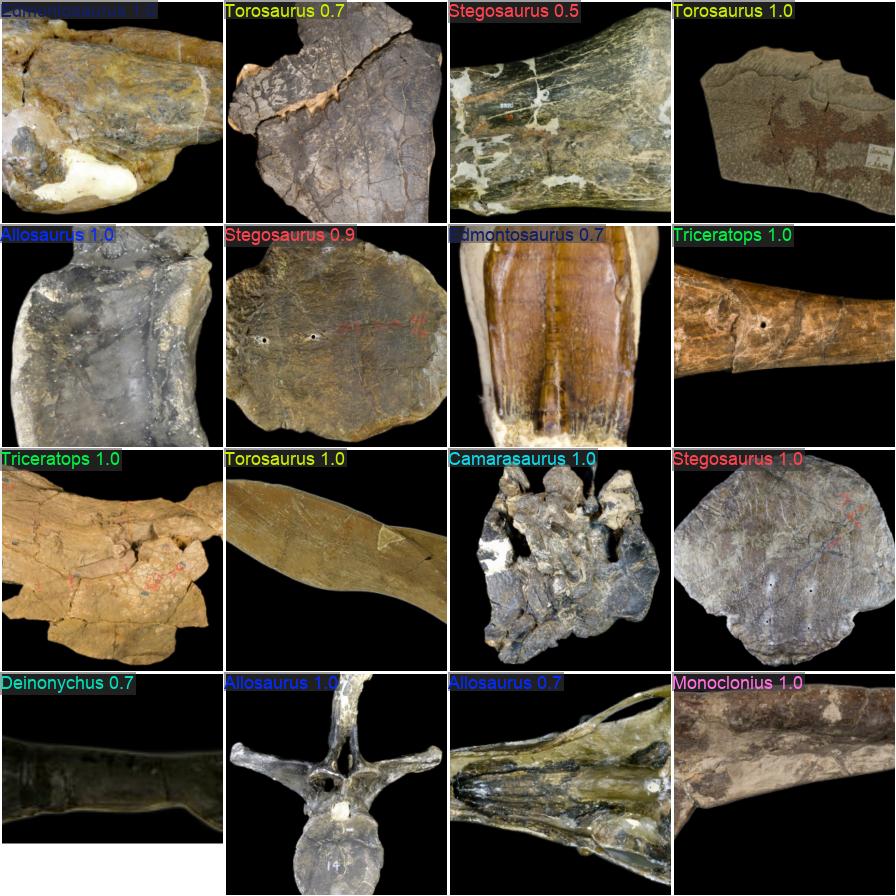 Edmontosaurus 1.0
Torosaurus 0.7
Stegosaurus 0.5
Torosaurus 1.0
Allosaurus 1.0
Stegosaurus 0.9
Edmontosaurus 0.7
Triceratops 1.0
Triceratops 1.0
Torosaurus 1.0
Camarasaurus 1.0
Stegosaurus 1.0
Deinonychus 0.7
Allosaurus 1.0
Allosaurus 0.7
Monoclonius 1.0
14